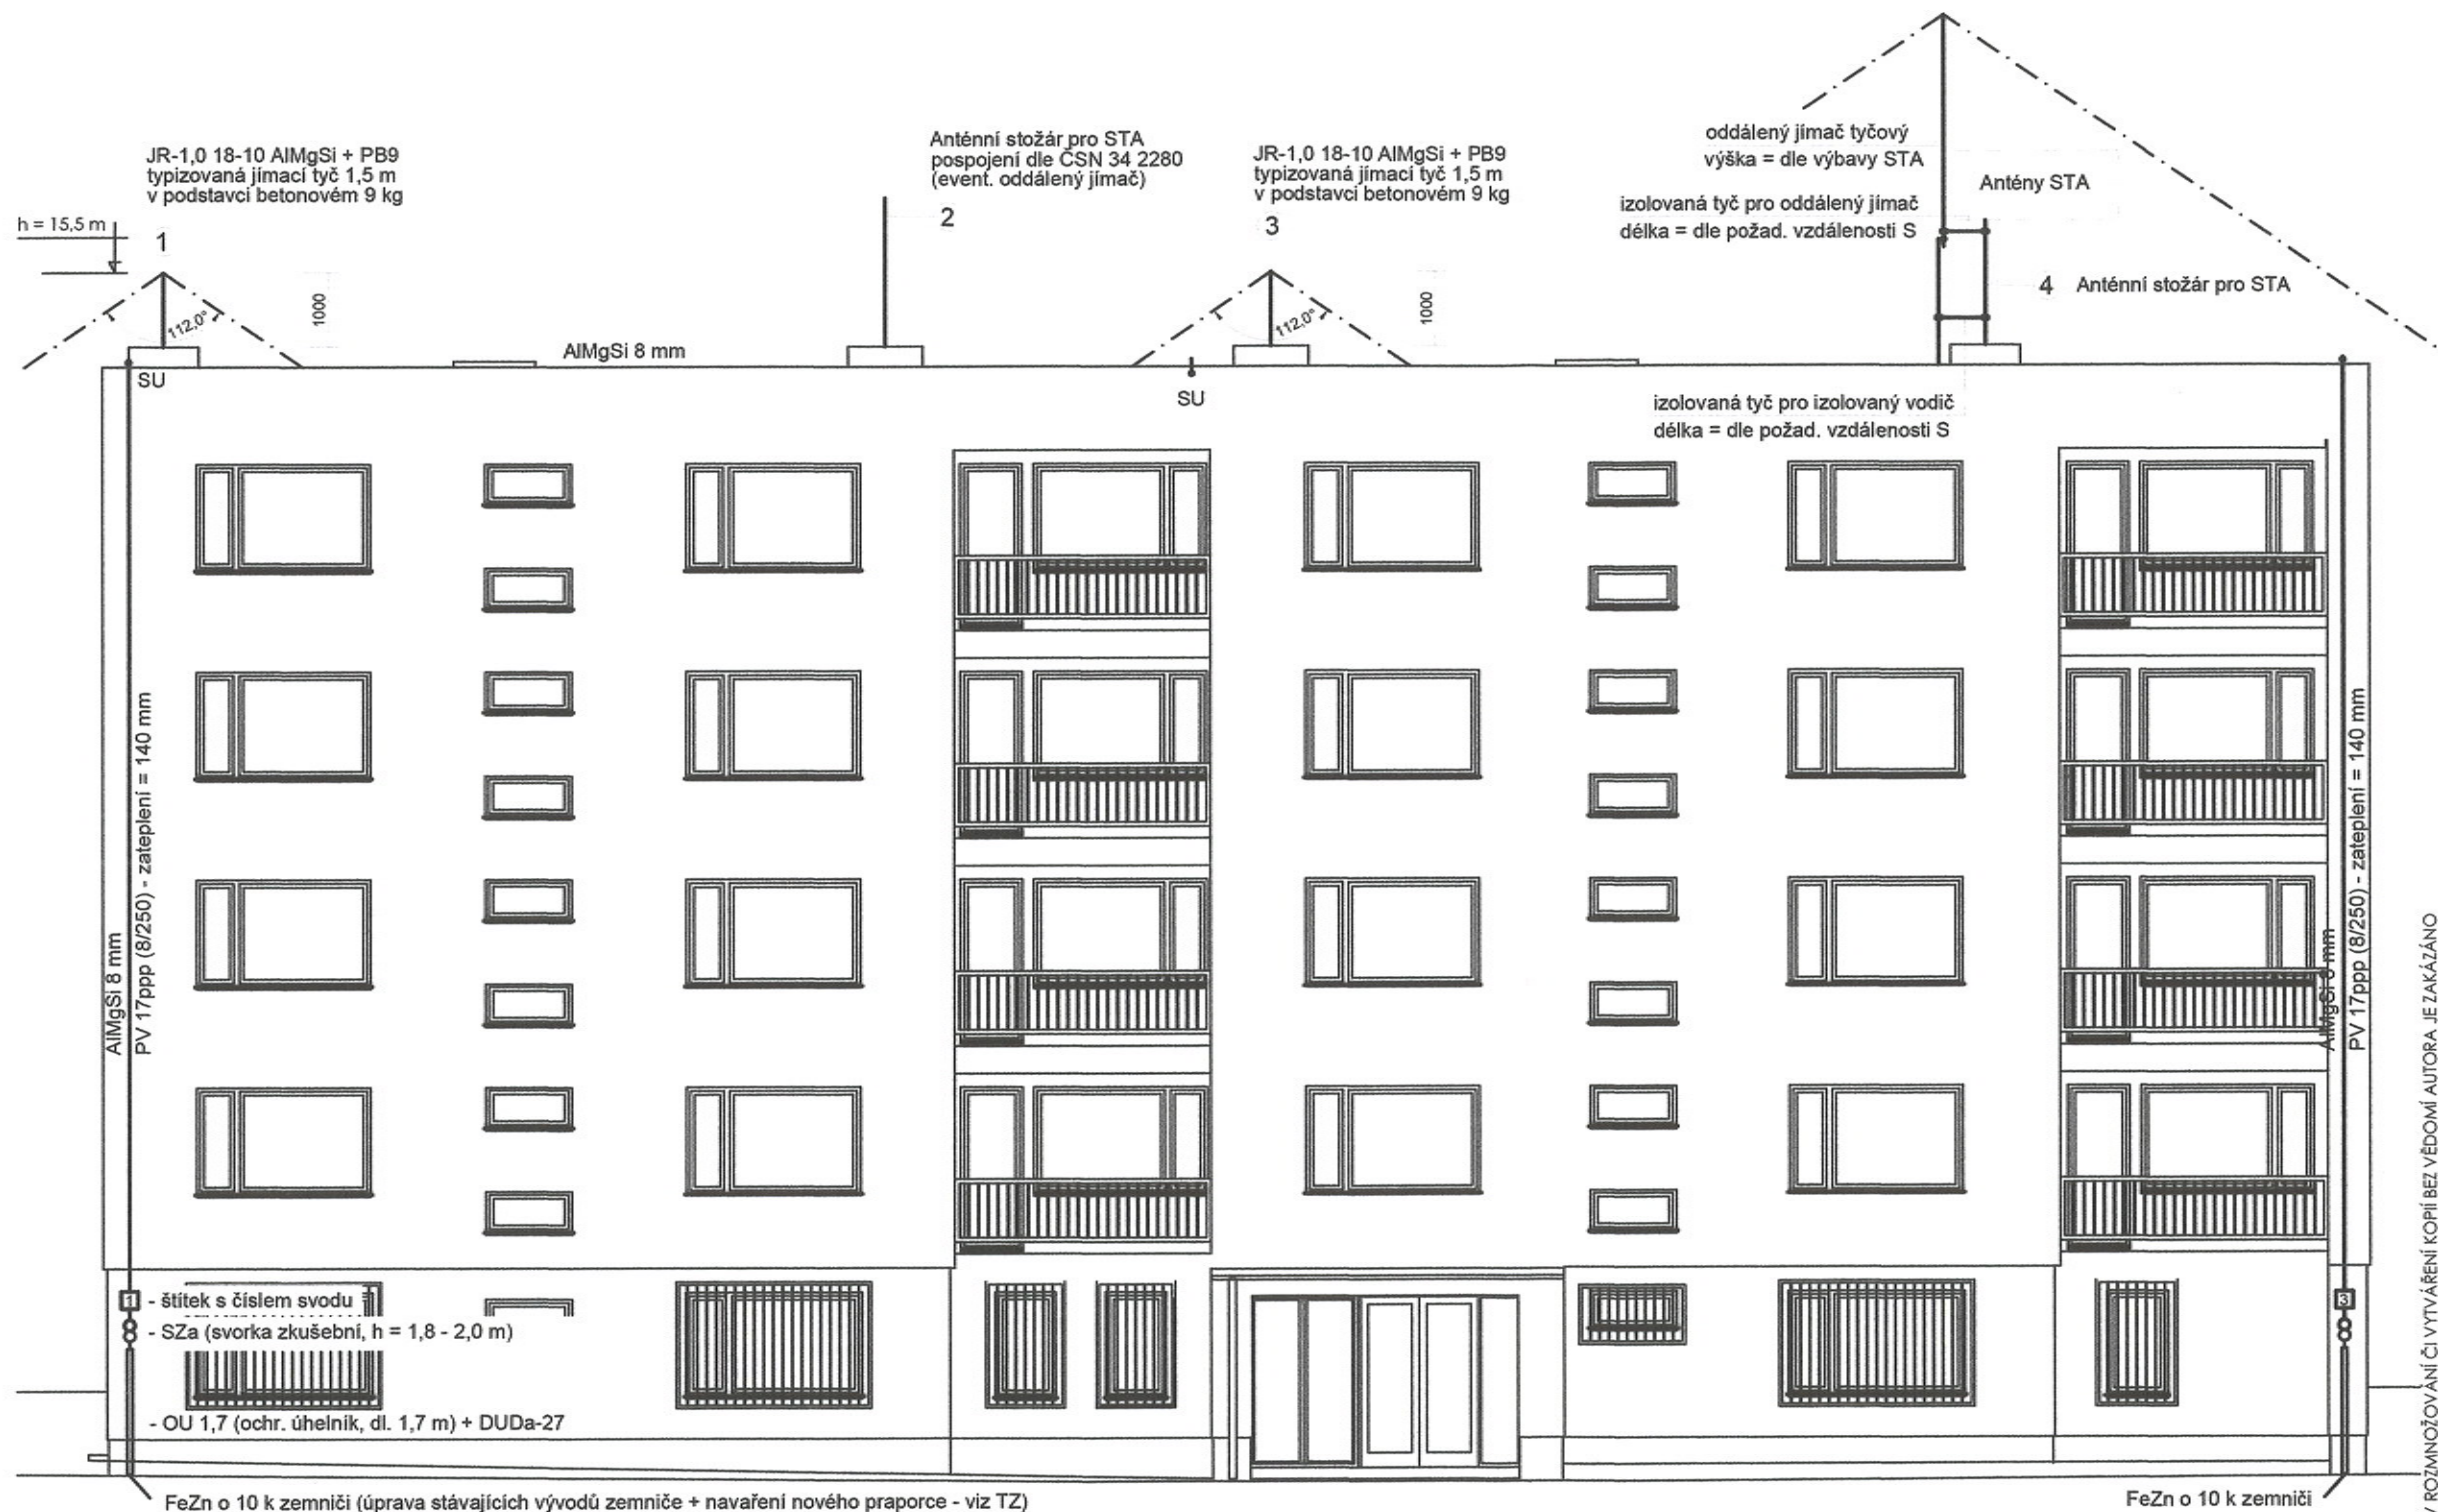 JR-1,0 18-10 AlMgSi + PB9
typizovaná jímací tyč 1,5 m
v podstavci betonovém 9 kg
h = 15,5 m
1
112,0°
1000
AlMgSi 8 mm
SU
Anténní stožár pro STA
pospojení dle ČSN 34 2280
(event. oddálený jímač)
2
JR-1,0 18-10 AlMgSi + PB9
typizovaná jímací tyč 1,5 m
v podstavci betonovém 9 kg
3
112,0°
1000
SU
oddálený jímač tyčový
výška = dle výbavy STA
Antény STA
izolovaná tyč pro oddálený jímač
délka = dle požad. vzdálenosti S
4 Anténní stožár pro STA
izolovaná tyč pro izolovaný vodič
délka = dle požad. vzdálenosti S
AlMgSi 8 mm
PV 17ppp (8/250) - zateplení = 140 mm
AlMgSi 8 mm
PV 17ppp (8/250) - zateplení = 140 mm
1 - štítek s číslem svodu
- SZa (svorka zkušební, h = 1,8 - 2,0 m)
- OU 1,7 (ochr. úhelník, dl. 1,7 m) + DUDa-27
3
FeZn o 10 k zemniči (úprava stávajících vývodů zemniče + navaření nového praporce - viz TZ)
FeZn o 10 k zemniči
ROZMNOŽOVÁNÍ ČI VYTVÁŘENÍ KOPIÍ BEZ VĚDOMÍ AUTORA JE ZAKÁZÁNO